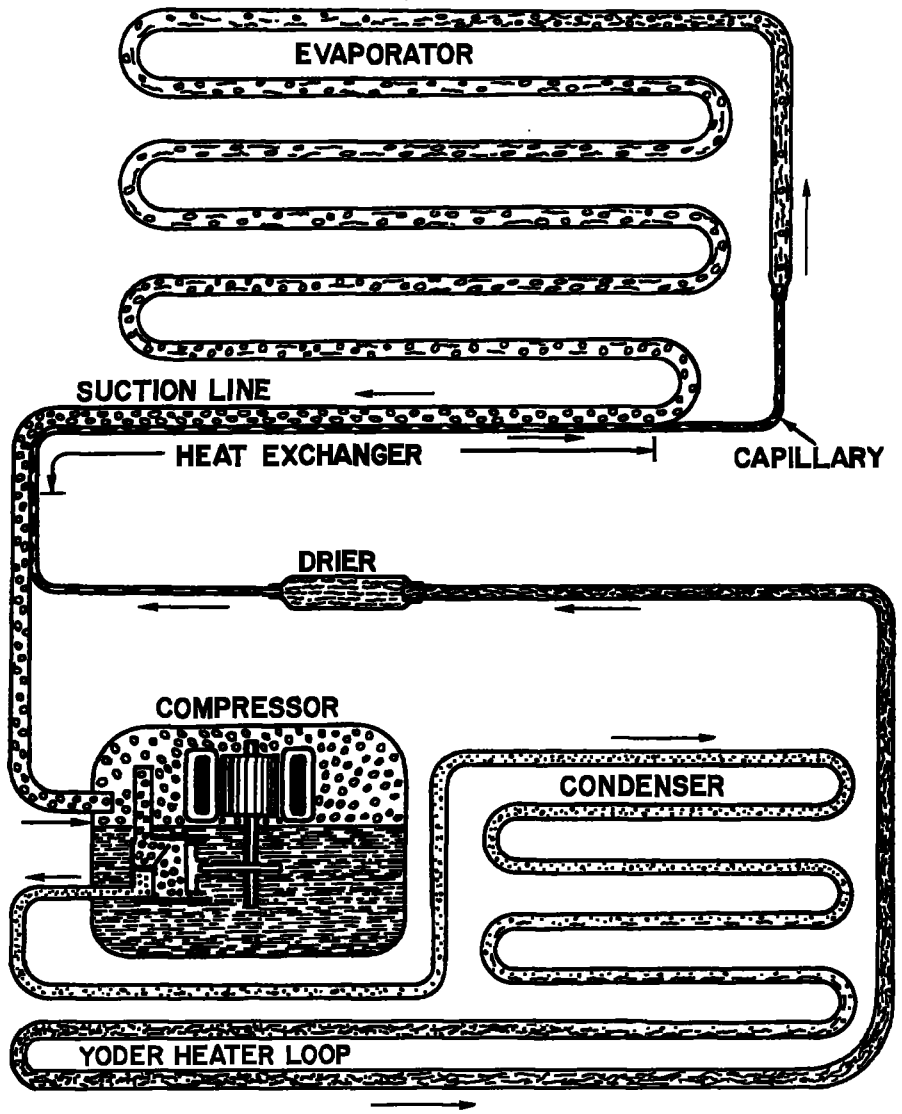 EVAPORATOR
SUCTION LINE
HEAT EXCHANGER
CAPILLARY
DRIER
COMPRESSOR
CONDENSER
YODER HEATER LOOP